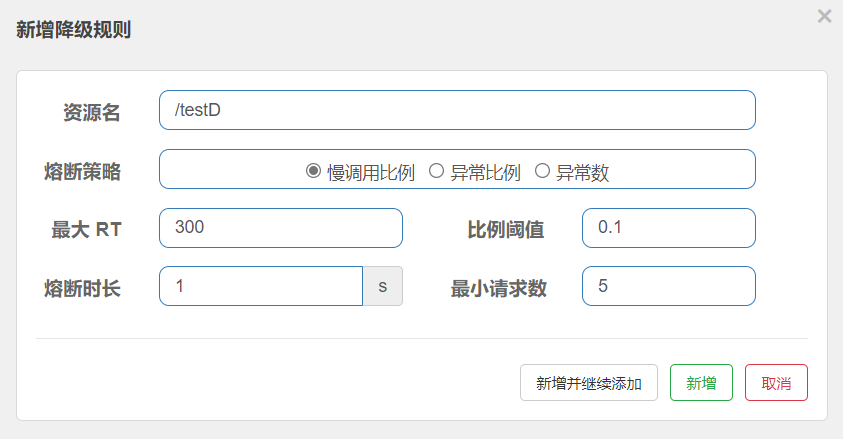 新增降级规则 ×
资源名 /testD
熔断策略 慢调用比例 异常比例 异常数
最大 RT 300 比例阈值 0.1
熔断时长 1 s 最小请求数 5
新增并继续添加 新增 取消